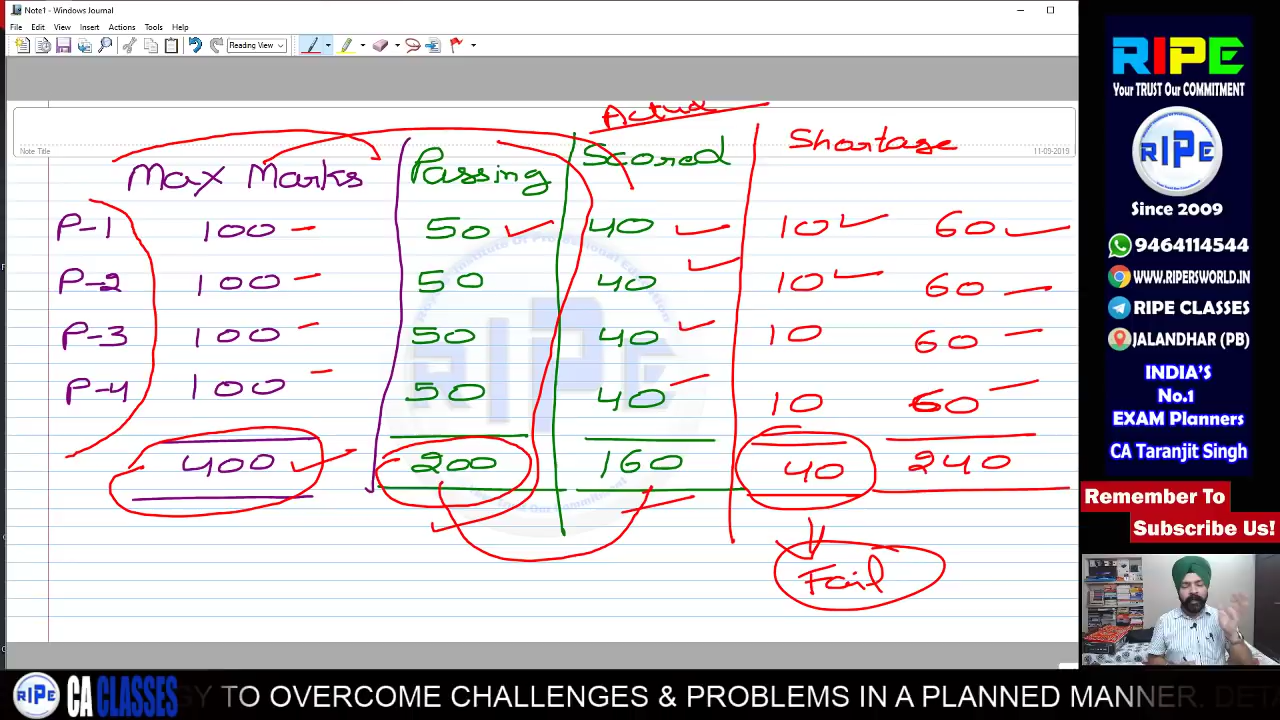 Note1 - Windows Journal
File Edit View Insert Actions Tools Help
Reading View
Note Title
11-09-2019
Actual
Max Marks Passing Scored Shortage
P-1 100 50 40 10 60
P-2 100 50 40 10 60
P-3 100 50 40 10 60
P-4 100 50 40 10 60
400 200 160 40 240
Fail
RIPE
Your TRUST Our COMMITMENT
RIPE
Since 2009
9464114544
WWW.RIPERSWORLD.IN
RIPE CLASSES
JALANDHAR (PB)
INDIA'S
No.1
EXAM Planners
CA Taranjit Singh
Remember To
Subscribe Us!
RIPE CA CLASSES
GY TO OVERCOME CHALLENGES & PROBLEMS IN A PLANNED MANNER. DETA